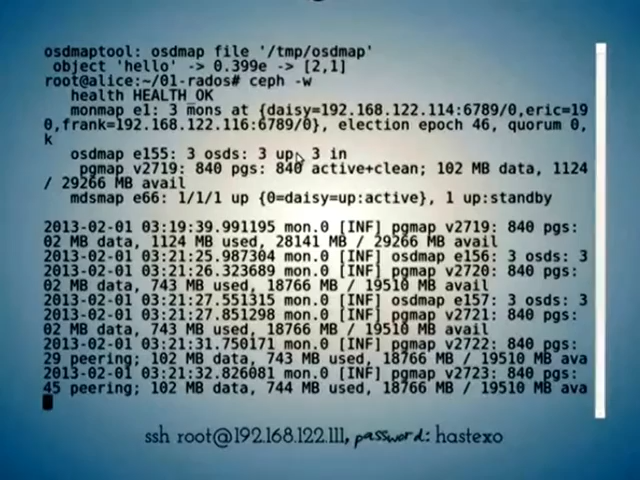 osdmaptool: osdmap file '/tmp/osdmap'
object 'hello' -> 0.399e -> [2,1]
root@alice:~/01-rados# ceph -w
health HEALTH_OK
monmap e1: 3 mons at {daisy=192.168.122.114:6789/0,eric=19
0,frank=192.168.122.116:6789/0}, election epoch 46, quorum 0,
k
osdmap e155: 3 osds: 3 up, 3 in
pgmap v2719: 840 pgs: 840 active+clean; 102 MB data, 1124
/ 29266 MB avail
mdsmap e66: 1/1/1 up {0=daisy=up:active}, 1 up:standby
2013-02-01 03:19:39.991195 mon.0 [INF] pgmap v2719: 840 pgs:
02 MB data, 1124 MB used, 28141 MB / 29266 MB avail
2013-02-01 03:21:25.987304 mon.0 [INF] osdmap e156: 3 osds: 3
2013-02-01 03:21:26.323689 mon.0 [INF] pgmap v2720: 840 pgs:
02 MB data, 743 MB used, 18766 MB / 19510 MB avail
2013-02-01 03:21:27.551315 mon.0 [INF] osdmap e157: 3 osds: 3
2013-02-01 03:21:27.851298 mon.0 [INF] pgmap v2721: 840 pgs:
02 MB data, 743 MB used, 18766 MB / 19510 MB avail
2013-02-01 03:21:31.750171 mon.0 [INF] pgmap v2722: 840 pgs:
29 peering; 102 MB data, 743 MB used, 18766 MB / 19510 MB ava
2013-02-01 03:21:32.826081 mon.0 [INF] pgmap v2723: 840 pgs:
45 peering; 102 MB data, 744 MB used, 18766 MB / 19510 MB ava
ssh root@192.168.122.111, password: hastexo